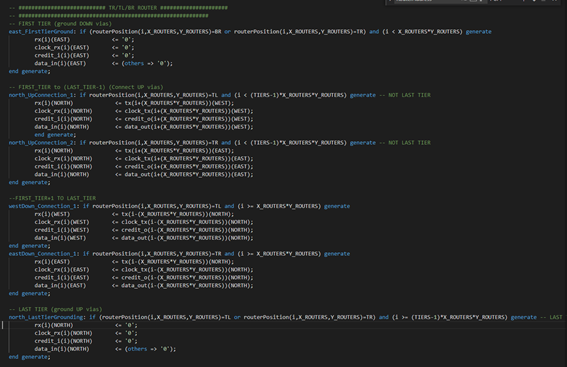 -- ########################## TR/TL/BR ROUTER #####################
-- ##########################################################
-- FIRST TIER (ground DOWN vias)
east_FirstTierGround: if (routerPosition(i,X_ROUTERS,Y_ROUTERS)=BR or routerPosition(i,X_ROUTERS,Y_ROUTERS)=TR) and (i < X_ROUTERS*Y_ROUTERS) generate
rx(i)(EAST) <= '0';
clock_rx(i)(EAST) <= '0';
credit_i(i)(EAST) <= '0';
data_in(i)(EAST) <= (others => '0');
end generate;
-- FIRST_TIER to (LAST_TIER-1) (Connect UP vias)
north_UpConnection_1: if routerPosition(i,X_ROUTERS,Y_ROUTERS)=TL and (i < (TIERS-1)*X_ROUTERS*Y_ROUTERS) generate -- NOT LAST TIER
rx(i)(NORTH) <= tx(i+(X_ROUTERS*Y_ROUTERS))(WEST);
clock_rx(i)(NORTH) <= clock_tx(i+(X_ROUTERS*Y_ROUTERS))(WEST);
credit_i(i)(NORTH) <= credit_o(i+(X_ROUTERS*Y_ROUTERS))(WEST);
data_in(i)(NORTH) <= data_out(i+(X_ROUTERS*Y_ROUTERS))(WEST);
end generate;
north_UpConnection_2: if routerPosition(i,X_ROUTERS,Y_ROUTERS)=TR and (i < (TIERS-1)*X_ROUTERS*Y_ROUTERS) generate -- NOT LAST TIER
rx(i)(NORTH) <= tx(i+(X_ROUTERS*Y_ROUTERS))(EAST);
clock_rx(i)(NORTH) <= clock_tx(i+(X_ROUTERS*Y_ROUTERS))(EAST);
credit_i(i)(NORTH) <= credit_o(i+(X_ROUTERS*Y_ROUTERS))(EAST);
data_in(i)(NORTH) <= data_out(i+(X_ROUTERS*Y_ROUTERS))(EAST);
end generate;
--FIRST_TIER+1 TO LAST_TIER
westDown_Connection_i: if routerPosition(i,X_ROUTERS,Y_ROUTERS)=TL and (i >= X_ROUTERS*Y_ROUTERS) generate
rx(i)(WEST) <= tx(i-(X_ROUTERS*Y_ROUTERS))(NORTH);
clock_rx(i)(WEST) <= clock_tx(i-(X_ROUTERS*Y_ROUTERS))(NORTH);
credit_i(i)(WEST) <= credit_o(i-(X_ROUTERS*Y_ROUTERS))(NORTH);
data_in(i)(WEST) <= data_out(i-(X_ROUTERS*Y_ROUTERS))(NORTH);
end generate;
eastDown_Connection_i: if routerPosition(i,X_ROUTERS,Y_ROUTERS)=TR and (i >= X_ROUTERS*Y_ROUTERS) generate
rx(i)(EAST) <= tx(i-(X_ROUTERS*Y_ROUTERS))(NORTH);
clock_rx(i)(EAST) <= clock_tx(i-(X_ROUTERS*Y_ROUTERS))(NORTH);
credit_i(i)(EAST) <= credit_o(i-(X_ROUTERS*Y_ROUTERS))(NORTH);
data_in(i)(EAST) <= data_out(i-(X_ROUTERS*Y_ROUTERS))(NORTH);
end generate;
-- LAST TIER (ground UP vias)
north_LastTierGrounding: if (routerPosition(i,X_ROUTERS,Y_ROUTERS)=TL or routerPosition(i,X_ROUTERS,Y_ROUTERS)=TR) and (i >= (TIERS-1)*X_ROUTERS*Y_ROUTERS) generate -- LAST
rx(i)(NORTH) <= '0';
clock_rx(i)(NORTH) <= '0';
credit_i(i)(NORTH) <= '0';
data_in(i)(NORTH) <= (others => '0');
end generate;